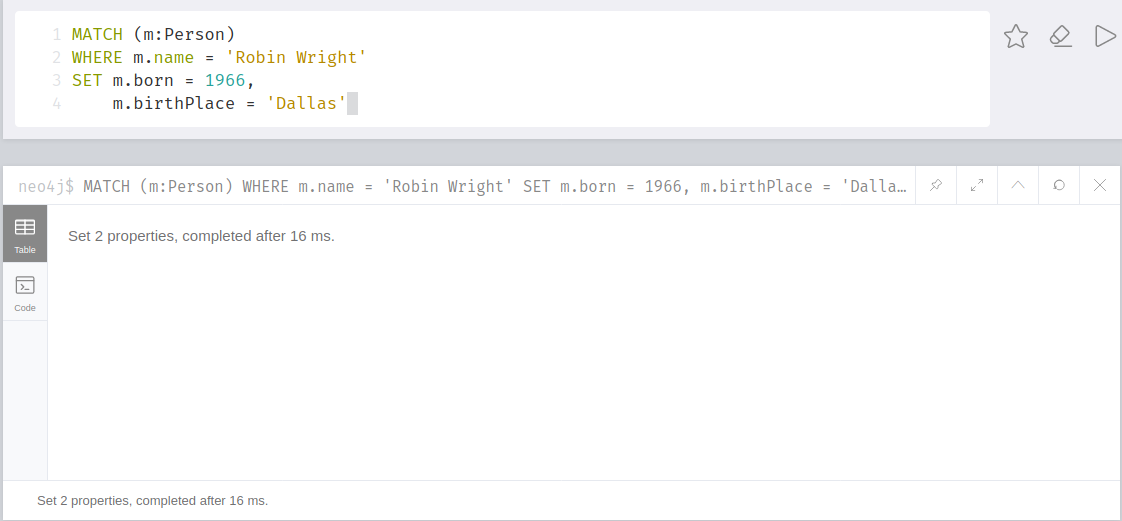 1 MATCH (m:Person)
2 WHERE m.name = 'Robin Wright'
3 SET m.born = 1966,
4     m.birthPlace = 'Dallas'
neo4j$ MATCH (m:Person) WHERE m.name = 'Robin Wright' SET m.born = 1966, m.birthPlace = 'Dalla…
Table
Set 2 properties, completed after 16 ms.
Code
Set 2 properties, completed after 16 ms.